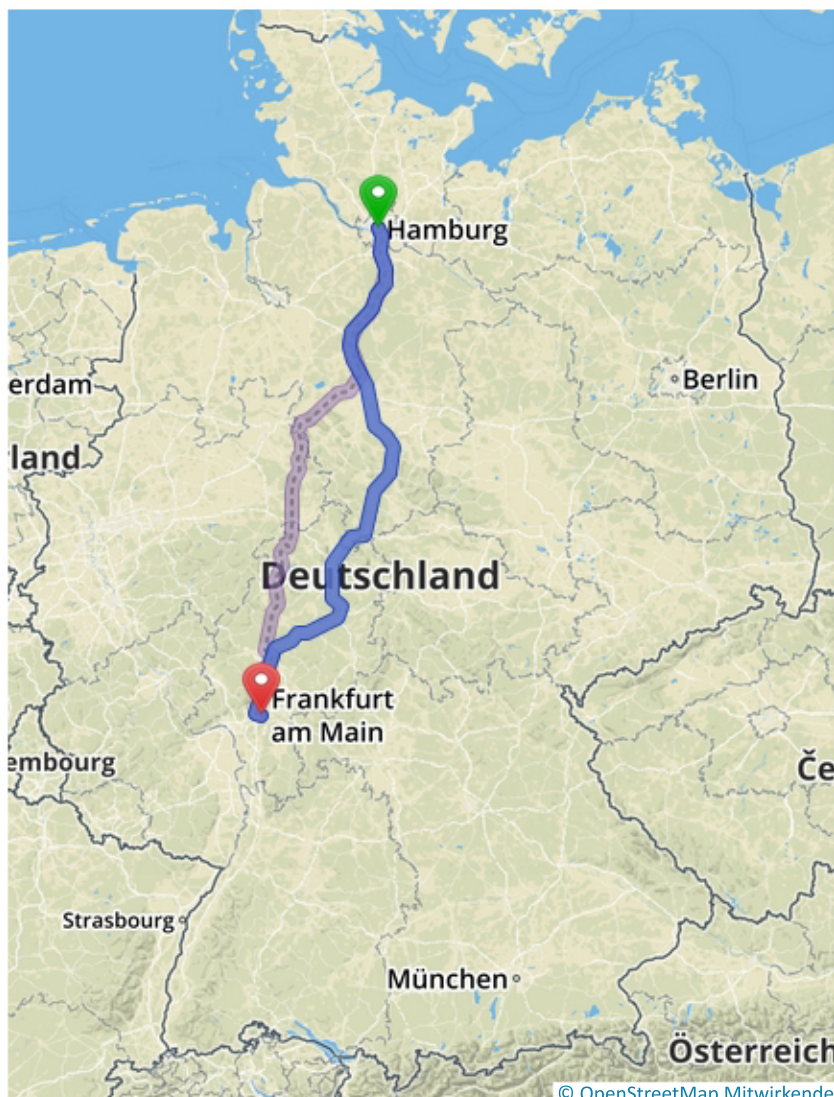 Hamburg
Berlin
erdam
rland
Deutschland
Frankfurt
am Main
embourg
Če
Strasbourg
München
Österreich
© OpenStreetMap Mitwirkende